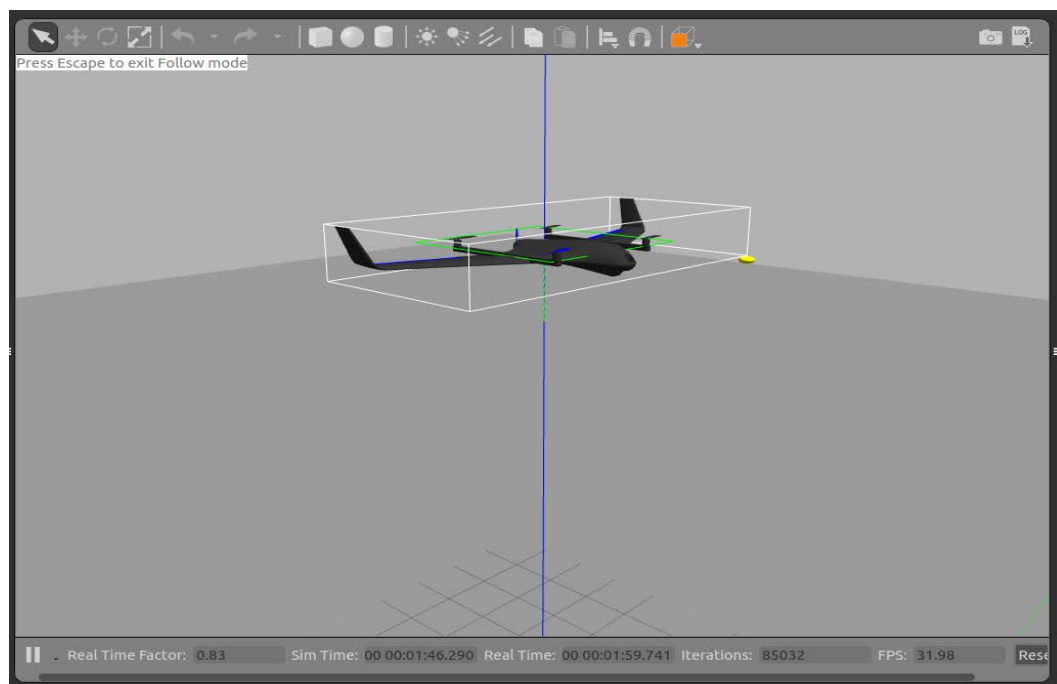 LOG
Press Escape to exit Follow mode
Real Time Factor: 0.83 Sim Time: 00 00:01:46.290 Real Time: 00 00:01:59.741 Iterations: 85032 FPS: 31.98 Rese